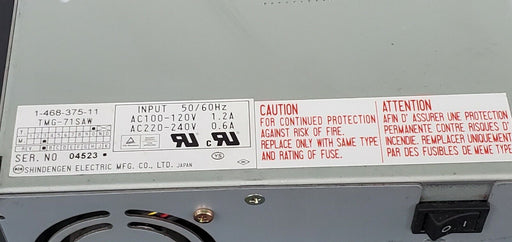 1-468-375-11
TMG-71SAW
SER. NO 04523
SHINDENGEN ELECTRIC MFG. CO., LTD. JAPAN
INPUT 50/60Hz
AC100-120V 1.2A
AC220-240V 0.6A
CAUTION
FOR CONTINUED PROTECTION
AGAINST RISK OF FIRE.
REPLACE ONLY WITH SAME TYPE
AND RATING OF FUSE.
ATTENTION
AFIN D' ASSURER UNE PROTECTION
PERMANENTE CONTRE RISQUES D'
INCENDIE. REMPLACER UNIQUEMENT
PAR DES FUSIBLES DE MEME TYPE